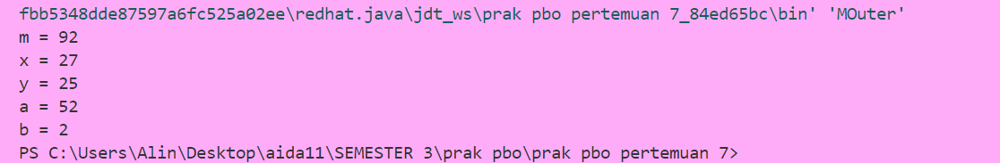 fbb5348dde87597a6fc525a02ee\redhat.java\jdt_ws\prak pbo pertemuan 7_84ed65bc\bin' 'MOuter'
m = 92
x = 27
y = 25
a = 52
b = 2
PS C:\Users\Alin\Desktop\aida11\SEMESTER 3\prak pbo\prak pbo pertemuan 7>